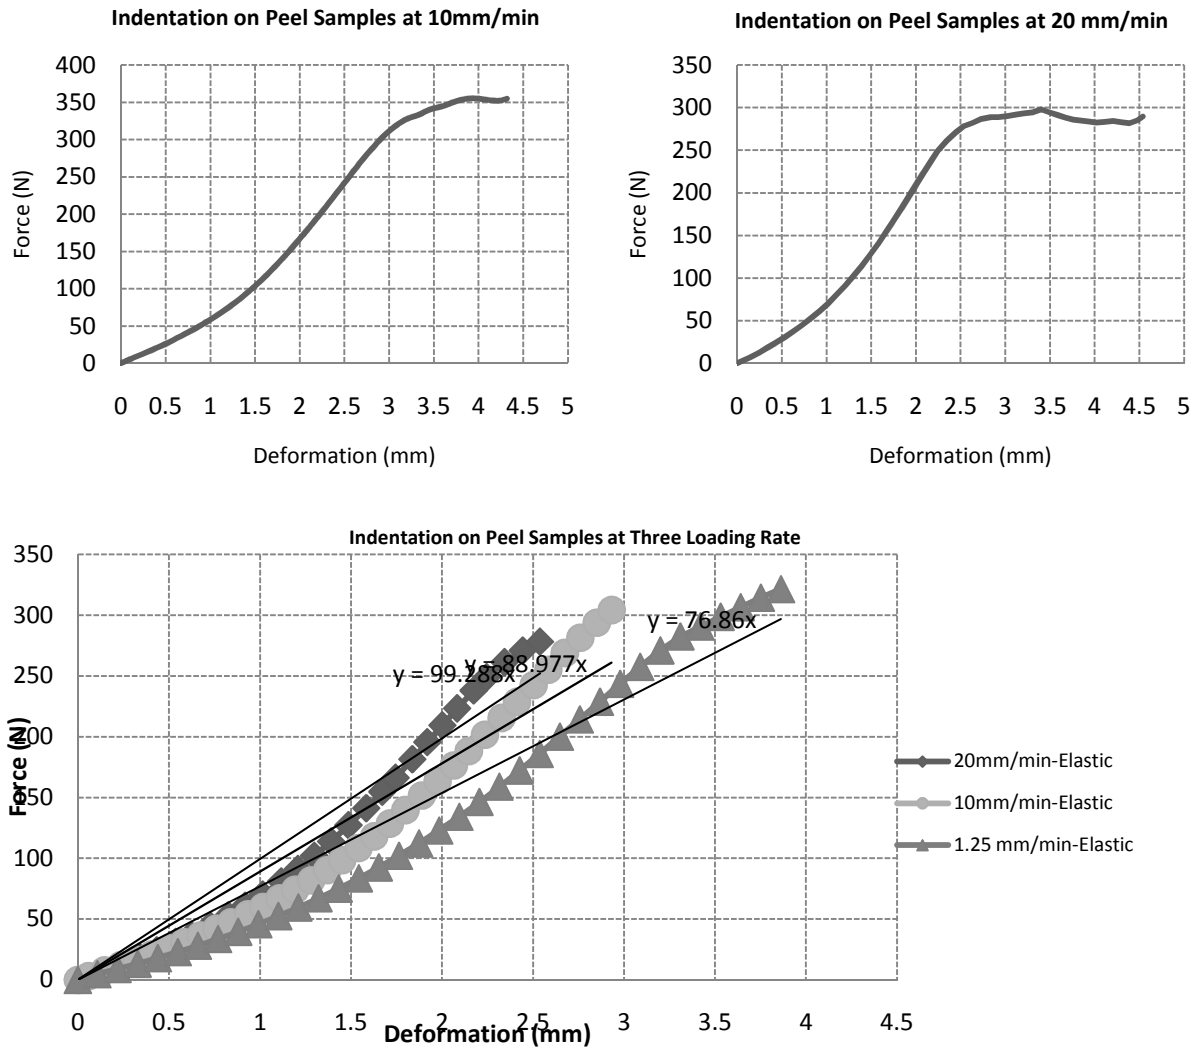 Indentation on Peel Samples at 10mm/min
400
350
300
250
200
150
100
50
0
Force (N)
0 0.5 1 1.5 2 2.5 3 3.5 4 4.5 5
Deformation (mm)
Indentation on Peel Samples at 20 mm/min
350
300
250
200
150
100
50
0
Force (N)
0 0.5 1 1.5 2 2.5 3 3.5 4 4.5 5
Deformation (mm)
Indentation on Peel Samples at Three Loading Rate
350
300
250
200
150
100
50
0
Force (N)
y = 99.288x
y = 88.977x
y = 76.86x
0 0.5 1 1.5 2 2.5 3 3.5 4 4.5
Deformation (mm)
20mm/min-Elastic
10mm/min-Elastic
1.25 mm/min-Elastic